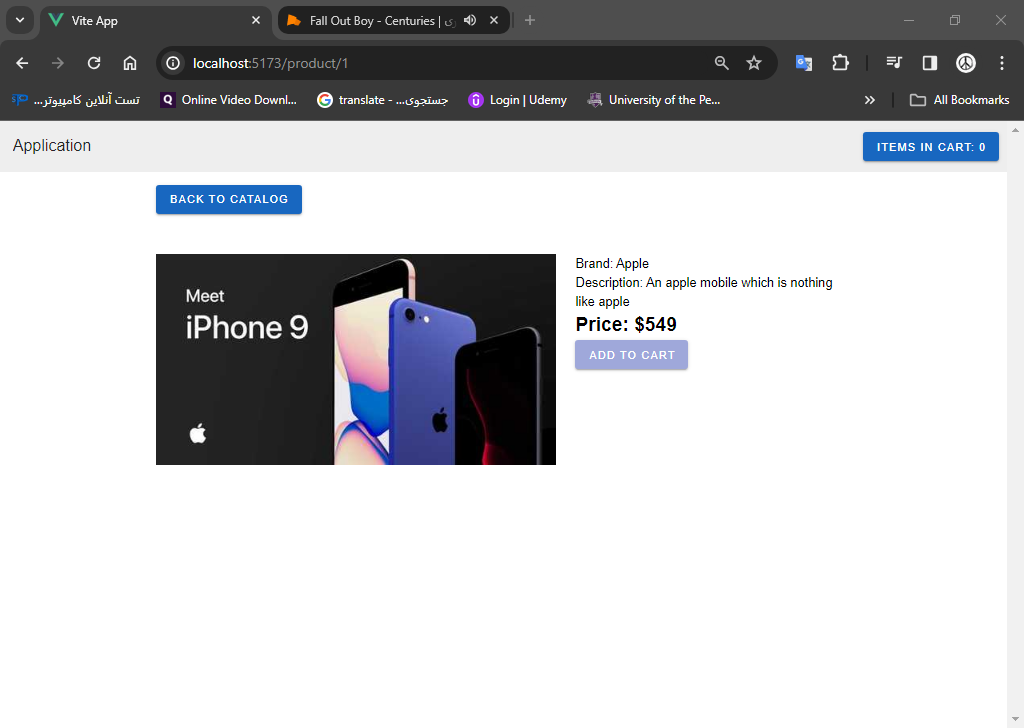 Vite App
Fall Out Boy - Centuries |
localhost:5173/product/1
تست آنلاین کامپیوتر...
Online Video Downl...
translate - جستجوی...
Login | Udemy
University of the Pe...
All Bookmarks
Application
ITEMS IN CART: 0
BACK TO CATALOG
Meet
iPhone 9
Brand: Apple
Description: An apple mobile which is nothing
like apple
Price: $549
ADD TO CART